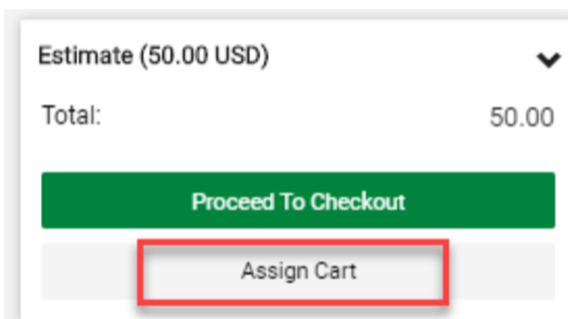 Estimate (50.00 USD)
Total: 50.00
Proceed To Checkout
Assign Cart